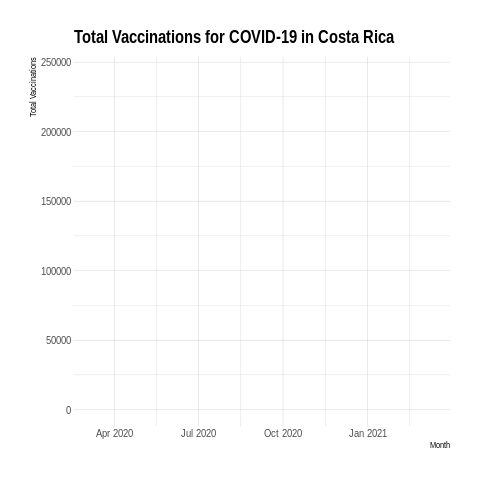 Total Vaccinations for COVID-19 in Costa Rica
Total Vaccinations
250000
200000
150000
100000
50000
0
Apr 2020 Jul 2020 Oct 2020 Jan 2021
Month